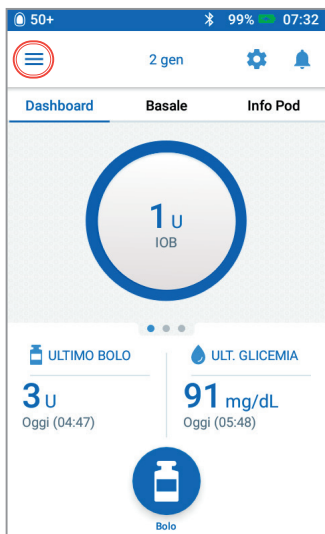 50+ 99% 07:32
2 gen
Dashboard Basale Info Pod
1 U
IOB
ULTIMO BOLO ULT. GLICEMIA
3 U 91 mg/dL
Oggi (04:47) Oggi (05:48)
Bolo